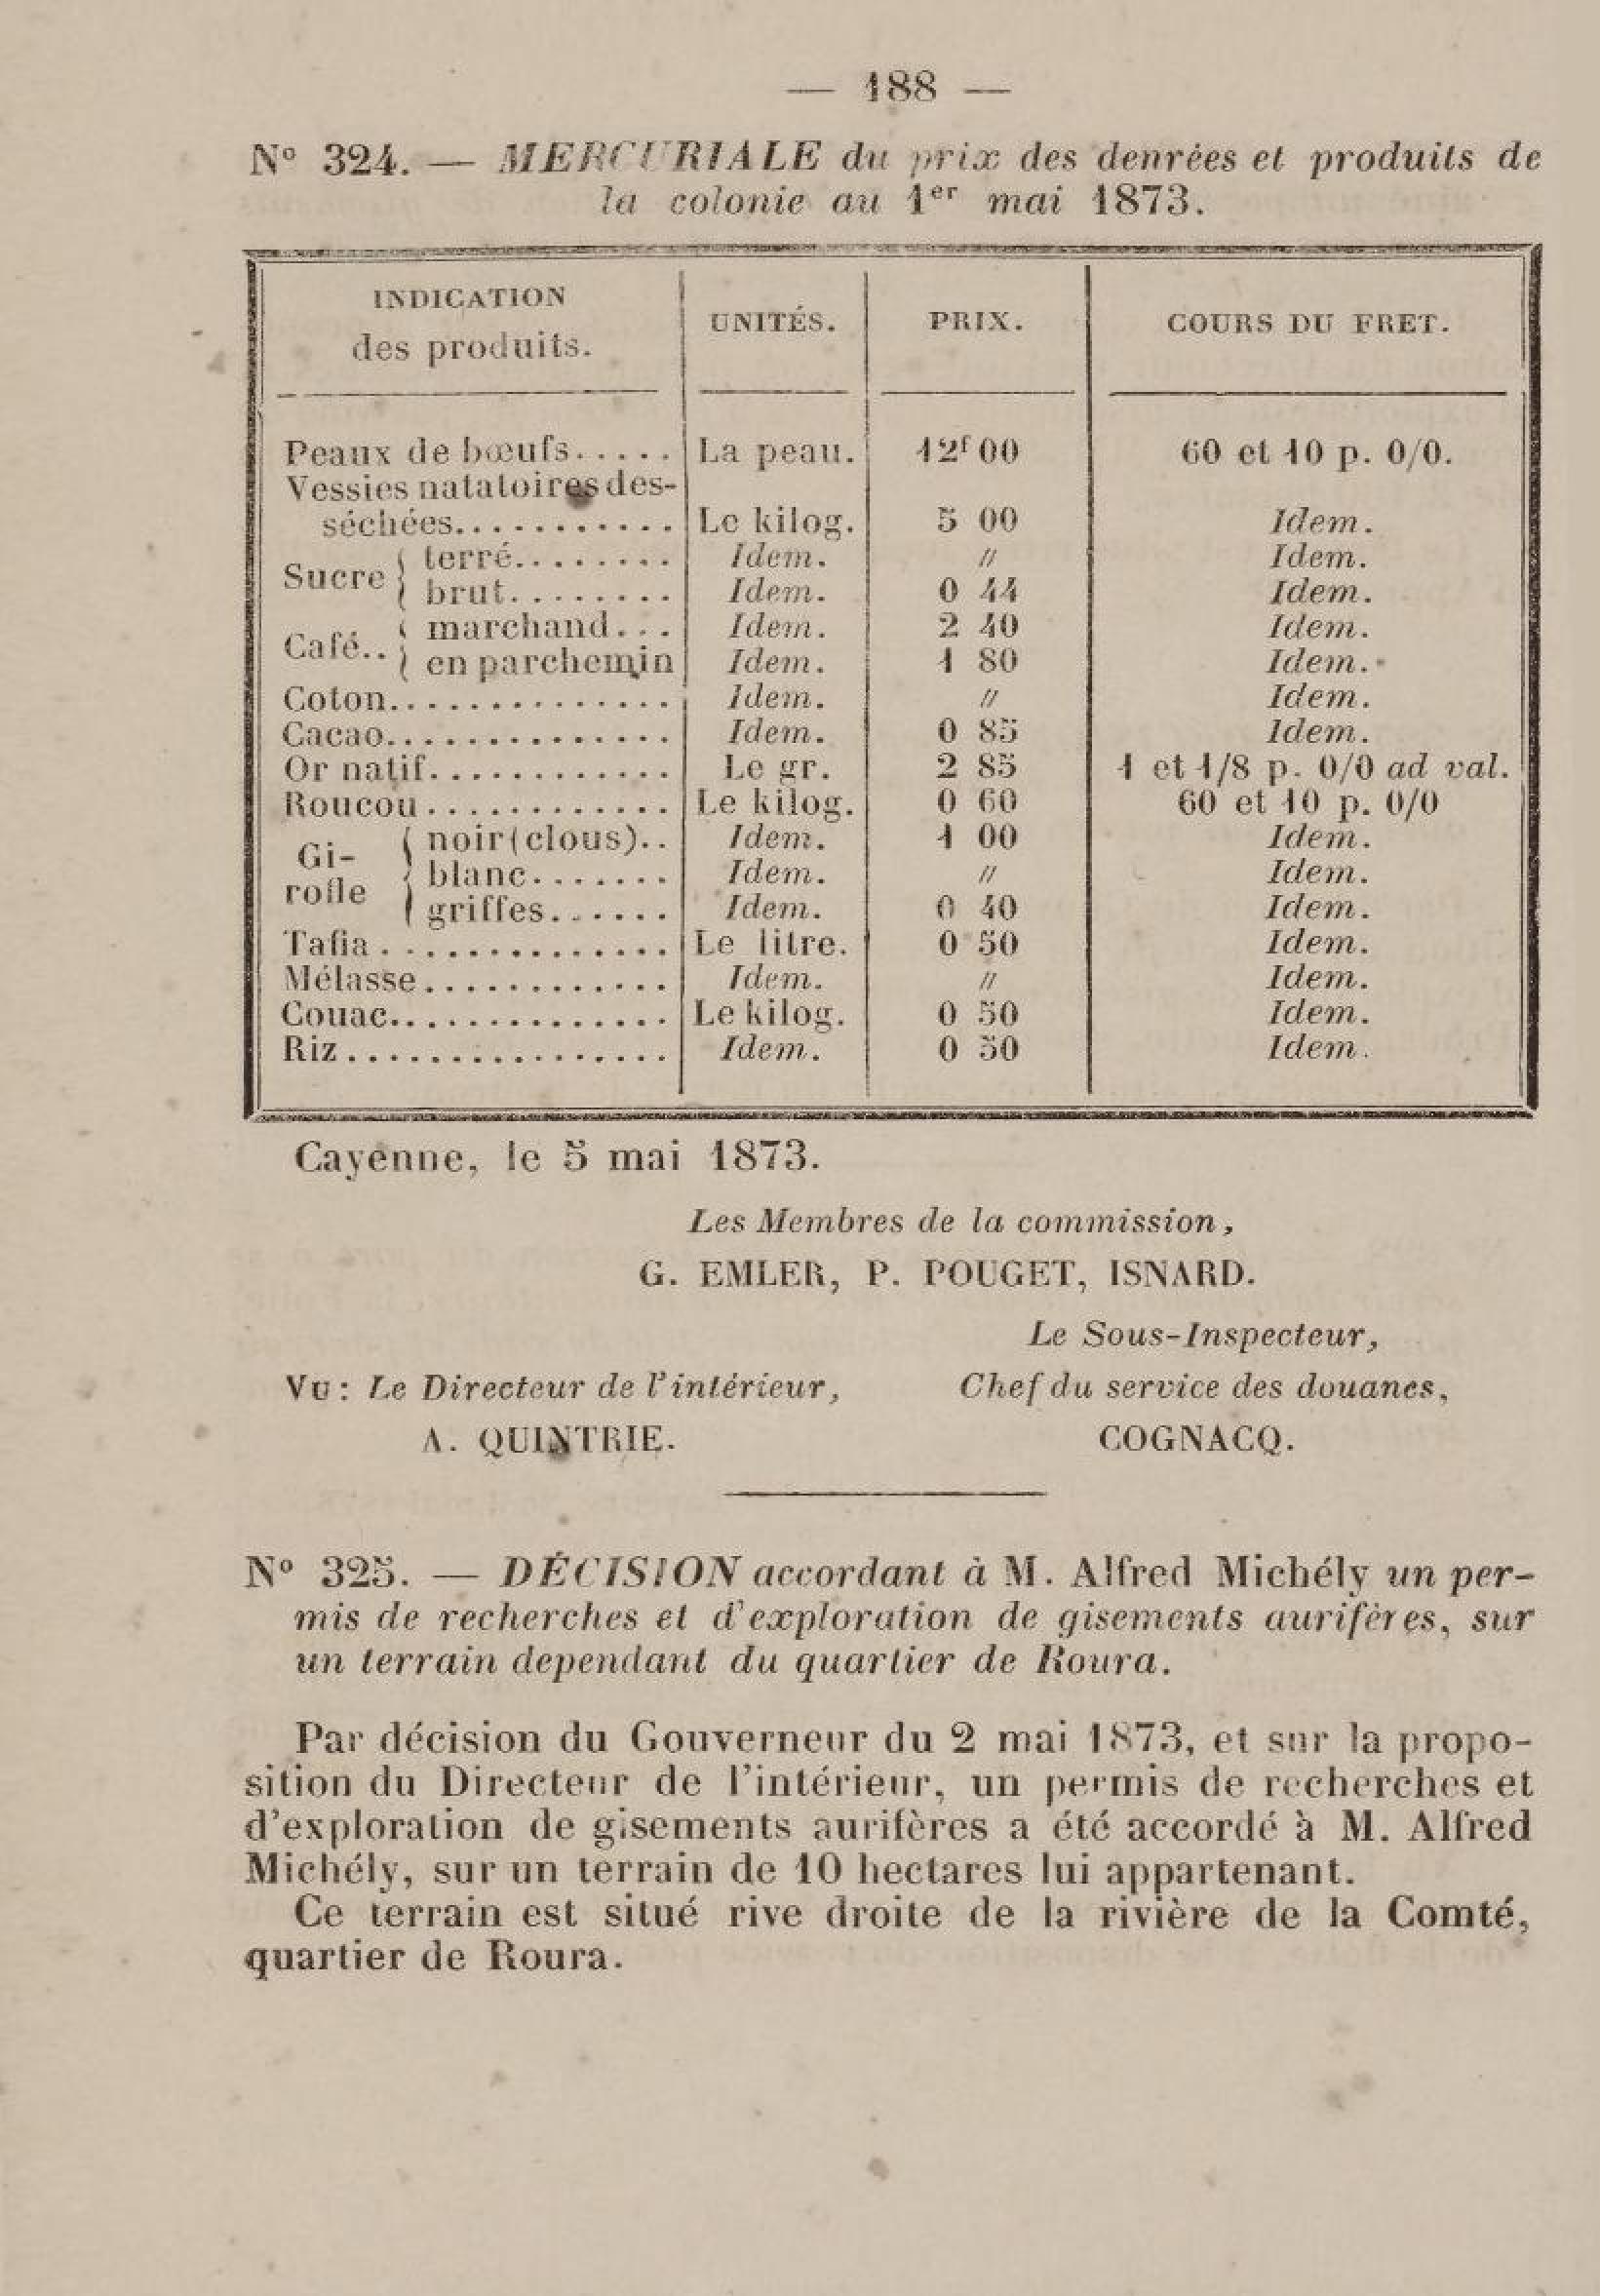 — 188 —
N° 324. — MERCURIALE du prix des denrées et produits de
la colonie au 1er mai 1873.
INDICATION
des produits.
UNITÉS. PRIX. COURS DU FRET.
Peaux de bœufs..... La peau. 12f 00 60 et 10 p. 0/0.
Vessies natatoires des-
séchées........... Le kilog. 5 00 Idem.
Sucre { terré........ Idem. " Idem.
brut........ Idem. 0 44 Idem.
Café.. { marchand... Idem. 2 40 Idem.
en parchemin Idem. 1 80 Idem.
Coton.............. Idem. " Idem.
Cacao.............. Idem. 0 85 Idem.
Or natif............ Le gr. 2 85 1 et 1/8 p. 0/0 ad val.
Roucou............ Le kilog. 0 60 60 et 10 p. 0/0
Gi-
rofle { noir (clous).. Idem. 1 00 Idem.
blanc....... Idem. " Idem.
griffes...... Idem. 0 40 Idem.
Tafia.............. Le litre. 0 50 Idem.
Mélasse............ Idem. " Idem.
Couac.............. Le kilog. 0 50 Idem.
Riz................ Idem. 0 50 Idem.
Cayenne, le 5 mai 1873.
Les Membres de la commission,
G. EMLER, P. POUGET, ISNARD.
Le Sous-Inspecteur,
Vu: Le Directeur de l'intérieur, Chef du service des douanes,
A. QUINTRIE. COGNACQ.
N° 325. — DÉCISION accordant à M. Alfred Michély un per-
mis de recherches et d'exploration de gisements aurifères, sur
un terrain dependant du quartier de Roura.
Par décision du Gouverneur du 2 mai 1873, et sur la propo-
sition du Directeur de l'intérieur, un permis de recherches et
d'exploration de gisements aurifères a été accordé à M. Alfred
Michély, sur un terrain de 10 hectares lui appartenant.
Ce terrain est situé rive droite de la rivière de la Comté,
quartier de Roura.